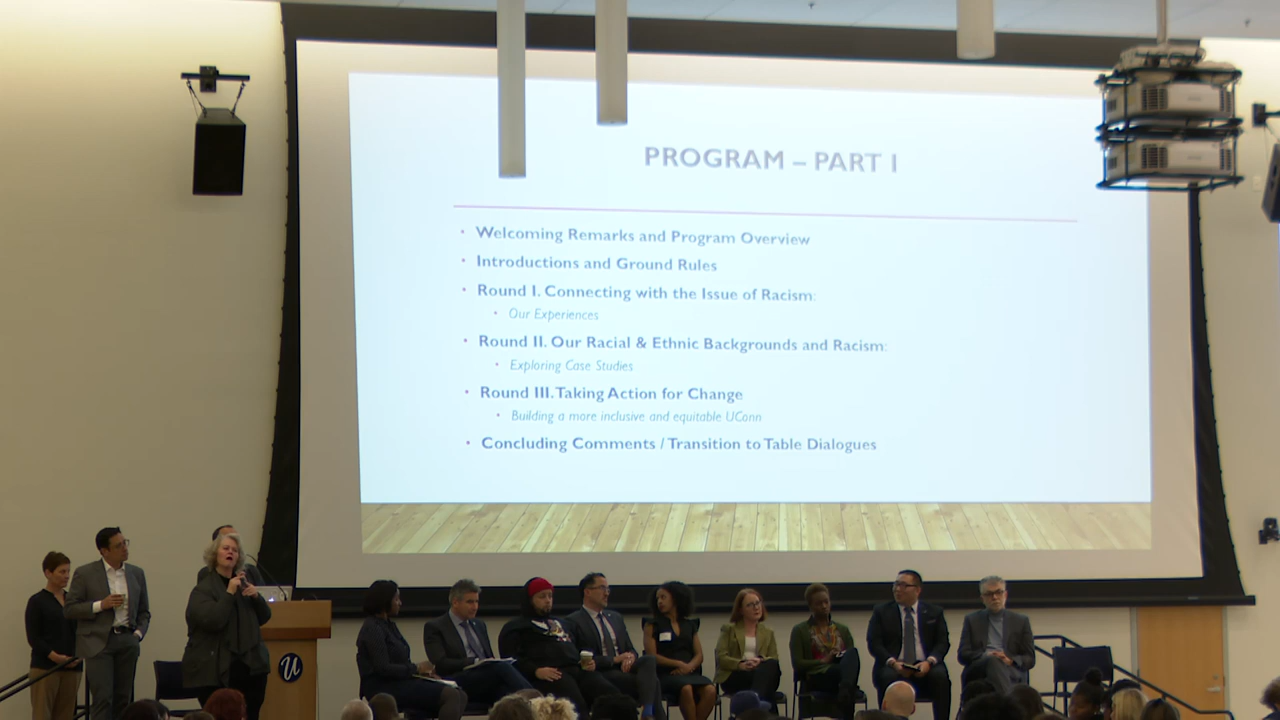 PROGRAM – PART I
• Welcoming Remarks and Program Overview
• Introductions and Ground Rules
• Round I. Connecting with the Issue of Racism:
• Our Experiences
• Round II. Our Racial & Ethnic Backgrounds and Racism:
• Exploring Case Studies
• Round III. Taking Action for Change
• Building a more inclusive and equitable UConn
• Concluding Comments / Transition to Table Dialogues
U